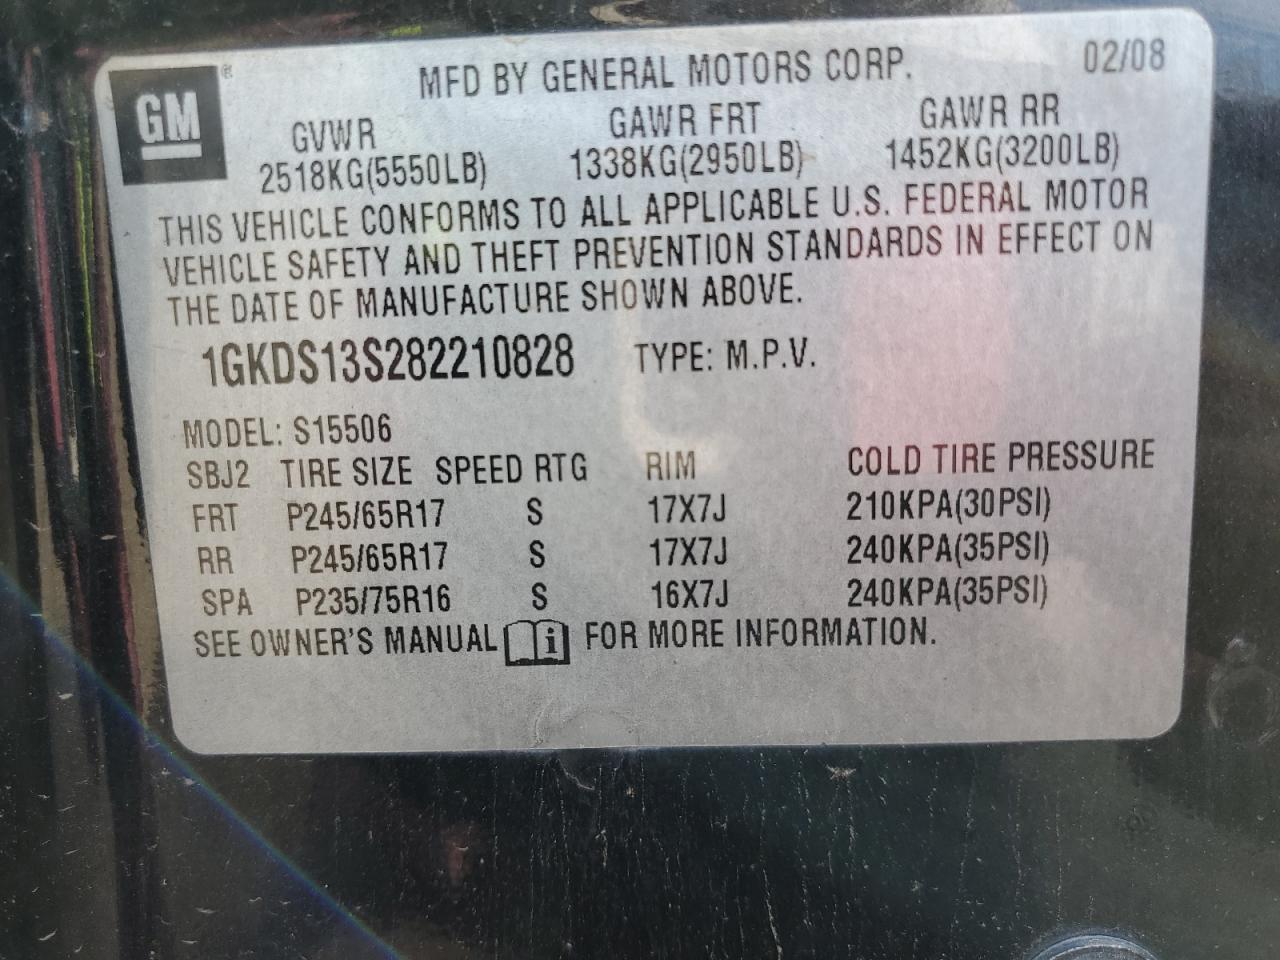 GM®
MFD BY GENERAL MOTORS CORP. 02/08
GVWR GAWR FRT GAWR RR
2518KG(5550LB) 1338KG(2950LB) 1452KG(3200LB)
THIS VEHICLE CONFORMS TO ALL APPLICABLE U.S. FEDERAL MOTOR
VEHICLE SAFETY AND THEFT PREVENTION STANDARDS IN EFFECT ON
THE DATE OF MANUFACTURE SHOWN ABOVE.
1GKDS13S282210828 TYPE: M.P.V.
MODEL: S15506
SBJ2 TIRE SIZE SPEED RTG RIM COLD TIRE PRESSURE
FRT P245/65R17 S 17X7J 210KPA(30PSI)
RR P245/65R17 S 17X7J 240KPA(35PSI)
SPA P235/75R16 S 16X7J 240KPA(35PSI)
SEE OWNER'S MANUAL i FOR MORE INFORMATION.